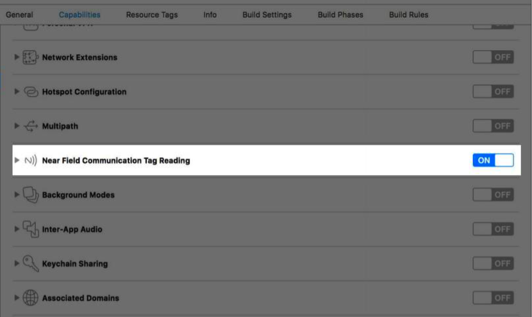 General Capabilities Resource Tags Info Build Settings Build Phases Build Rules
Network Extensions OFF
Hotspot Configuration OFF
Multipath OFF
Near Field Communication Tag Reading ON
Background Modes OFF
Inter-App Audio OFF
Keychain Sharing OFF
Associated Domains OFF